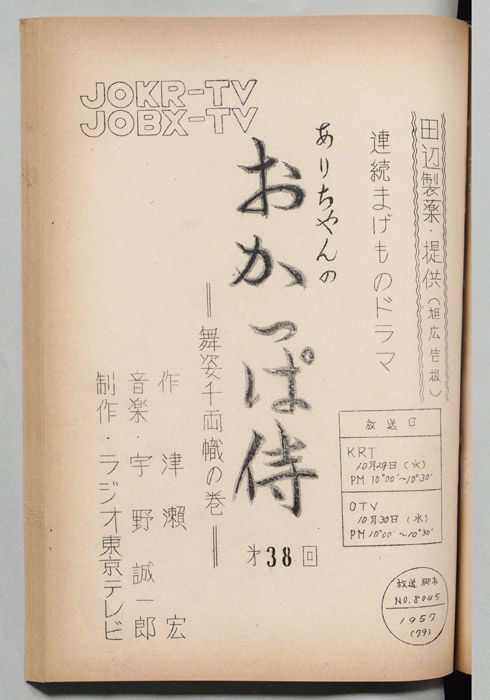 JOKR-TV
JOBX-TV
田辺製薬・提供(旭広告扱)
連続まげものドラマ
ありちゃんの
おかっぱ侍
舞姿千両幟の巻
第38回
作 津瀬 宏
音楽・宇野誠一郎
制作・ラジオ東京テレビ
放送日
KRT
10月29日(火)
PM 10°00′~10°30′
OTV
10月30日(水)
PM 10°00′~10°30′
放送脚本
NO.8045
1957
(79)